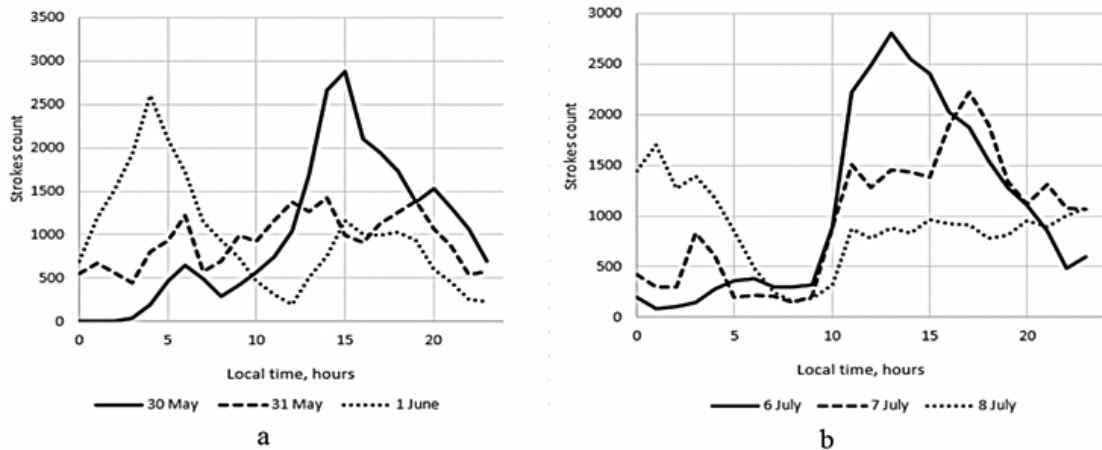 3500
3000
2500
2000
1500
1000
500
0
Strokes count
0 5 10 15 20
Local time, hours
30 May 31 May 1 June
a
3000
2500
2000
1500
1000
500
0
Strokes count
0 5 10 15 20
Local time, hours
6 July 7 July 8 July
b